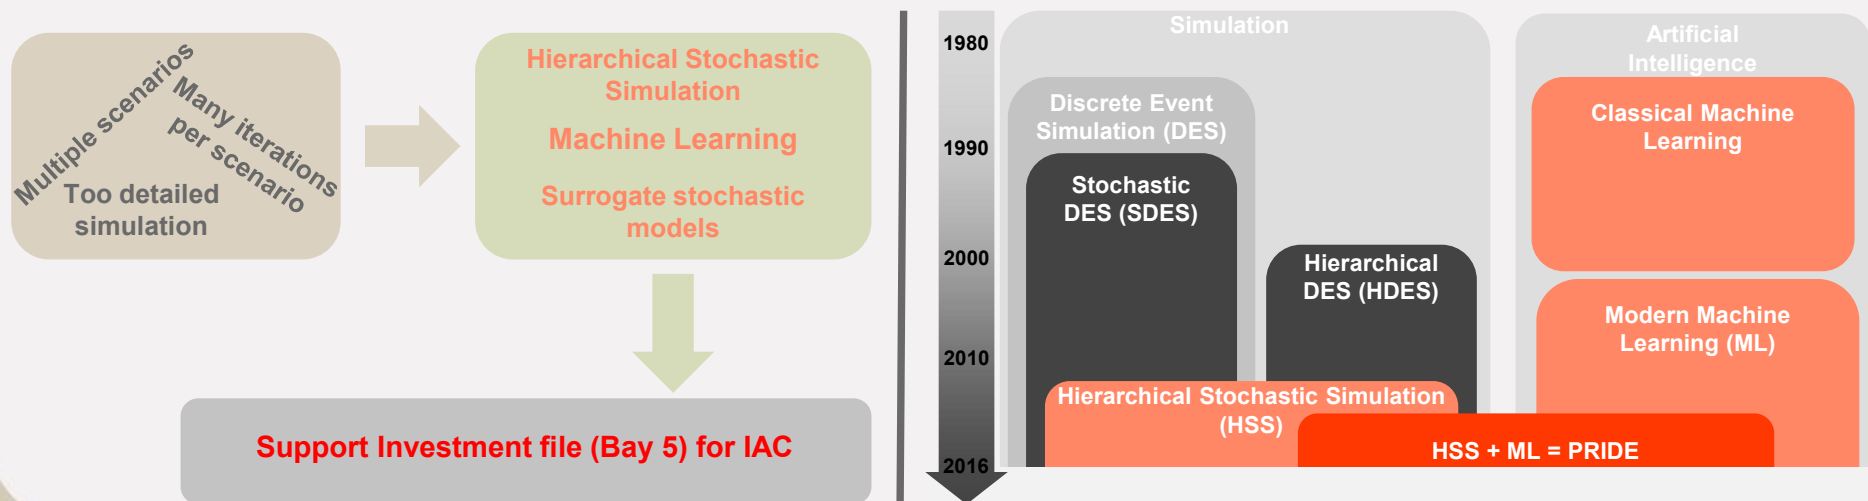 Multiple scenarios
Many iterations
per scenario
Too detailed
simulation
Hierarchical Stochastic
Simulation
Machine Learning
Surrogate stochastic
models
Support Investment file (Bay 5) for IAC
1980
1990
2000
2010
2016
Simulation
Discrete Event
Simulation (DES)
Stochastic
DES (SDES)
Hierarchical
DES (HDES)
Hierarchical Stochastic Simulation
(HSS)
Artificial
Intelligence
Classical Machine
Learning
Modern Machine
Learning (ML)
HSS + ML = PRIDE